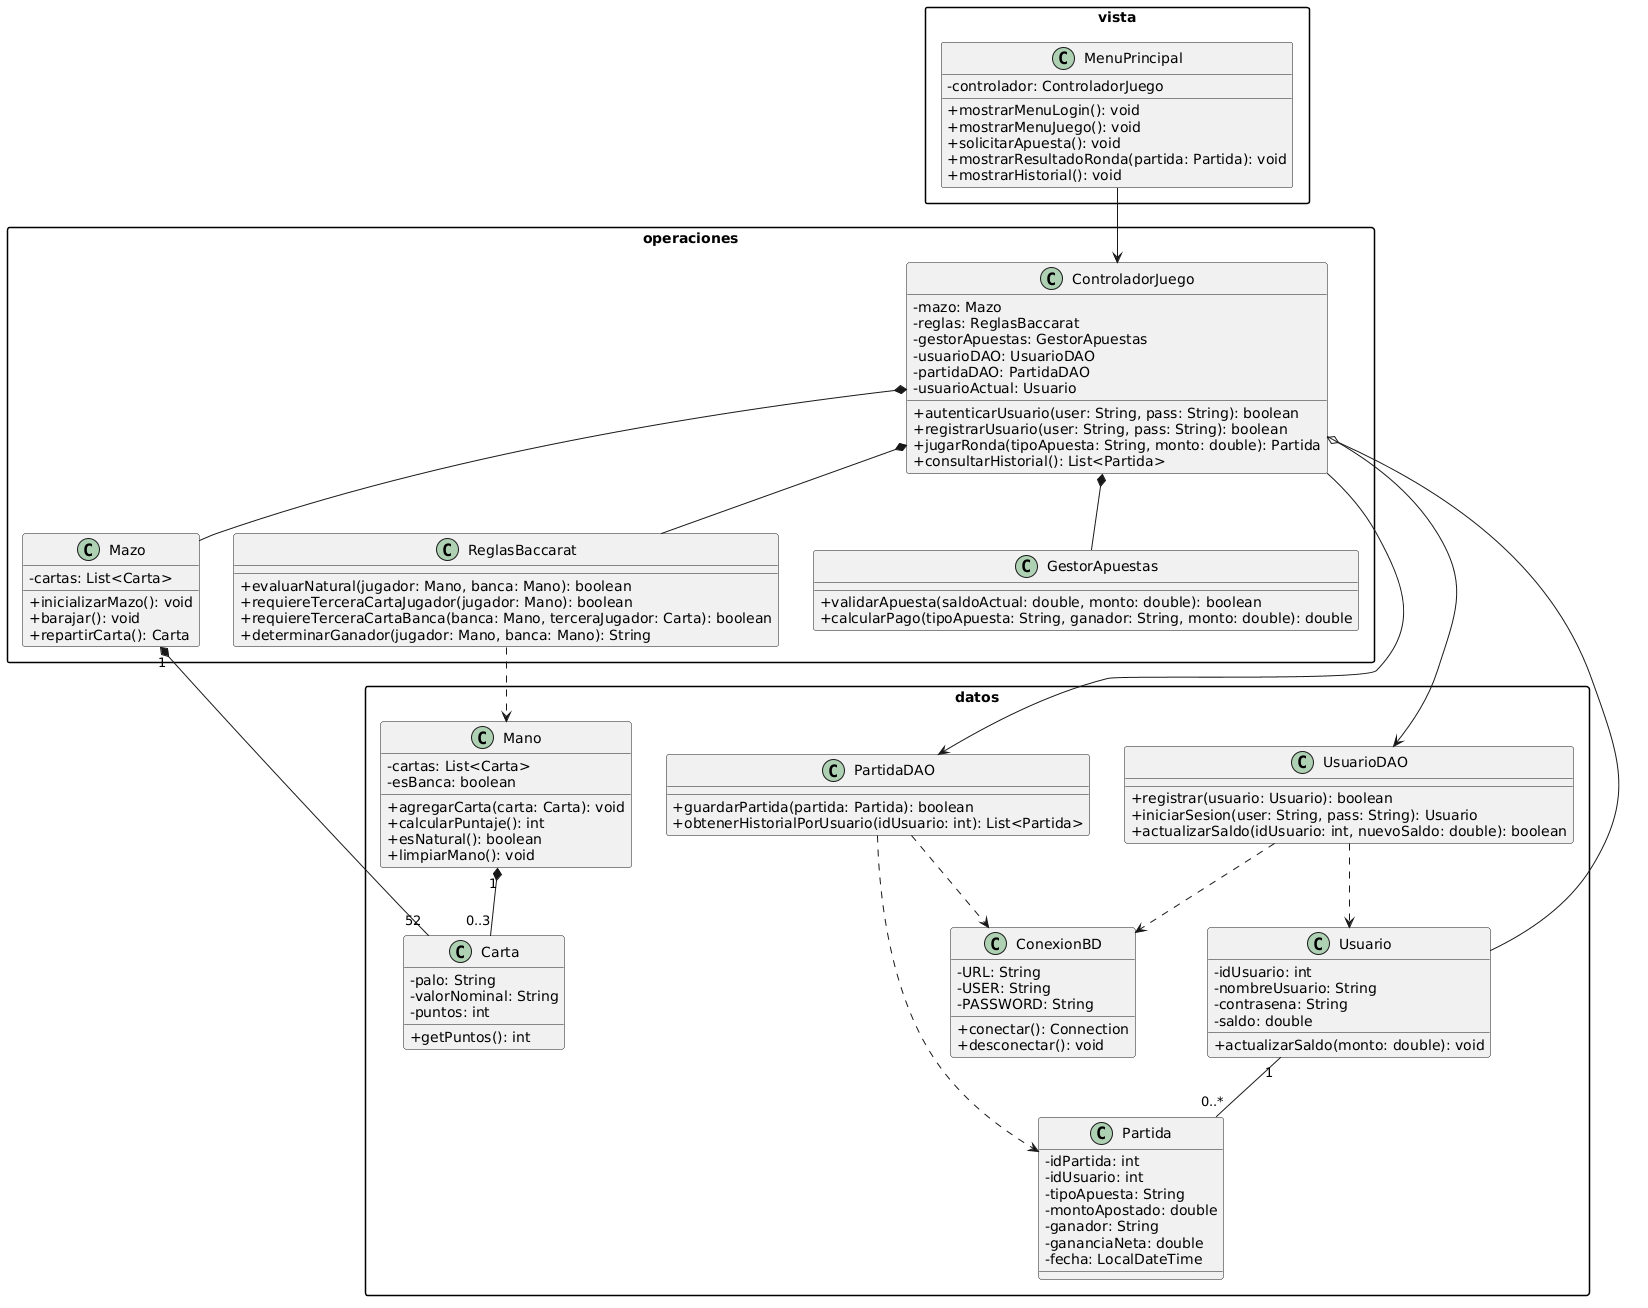 vista
C MenuPrincipal
-controlador: ControladorJuego
+mostrarMenuLogin(): void
+mostrarMenuJuego(): void
+solicitarApuesta(): void
+mostrarResultadoRonda(partida: Partida): void
+mostrarHistorial(): void
operaciones
C ControladorJuego
-mazo: Mazo
-reglas: ReglasBaccarat
-gestorApuestas: GestorApuestas
-usuarioDAO: UsuarioDAO
-partidaDAO: PartidaDAO
-usuarioActual: Usuario
+autenticarUsuario(user: String, pass: String): boolean
+registrarUsuario(user: String, pass: String): boolean
+jugarRonda(tipoApuesta: String, monto: double): Partida
+consultarHistorial(): List<Partida>
C Mazo
-cartas: List<Carta>
+inicializarMazo(): void
+barajar(): void
+repartirCarta(): Carta
C ReglasBaccarat
+evaluarNatural(jugador: Mano, banca: Mano): boolean
+requiereTerceraCartaJugador(jugador: Mano): boolean
+requiereTerceraCartaBanca(banca: Mano, terceraJugador: Carta): boolean
+determinarGanador(jugador: Mano, banca: Mano): String
C GestorApuestas
+validarApuesta(saldoActual: double, monto: double): boolean
+calcularPago(tipoApuesta: String, ganador: String, monto: double): double
1
datos
C Mano
-cartas: List<Carta>
-esBanca: boolean
+agregarCarta(carta: Carta): void
+calcularPuntaje(): int
+esNatural(): boolean
+limpiarMano(): void
C PartidaDAO
+guardarPartida(partida: Partida): boolean
+obtenerHistorialPorUsuario(idUsuario: int): List<Partida>
C UsuarioDAO
+registrar(usuario: Usuario): boolean
+iniciarSesion(user: String, pass: String): Usuario
+actualizarSaldo(idUsuario: int, nuevoSaldo: double): boolean
1
52
0..3
C Carta
-palo: String
-valorNominal: String
-puntos: int
+getPuntos(): int
C ConexionBD
-URL: String
-USER: String
-PASSWORD: String
+conectar(): Connection
+desconectar(): void
C Usuario
-idUsuario: int
-nombreUsuario: String
-contrasena: String
-saldo: double
+actualizarSaldo(monto: double): void
1
0..*
C Partida
-idPartida: int
-idUsuario: int
-tipoApuesta: String
-montoApostado: double
-ganador: String
-gananciaNeta: double
-fecha: LocalDateTime